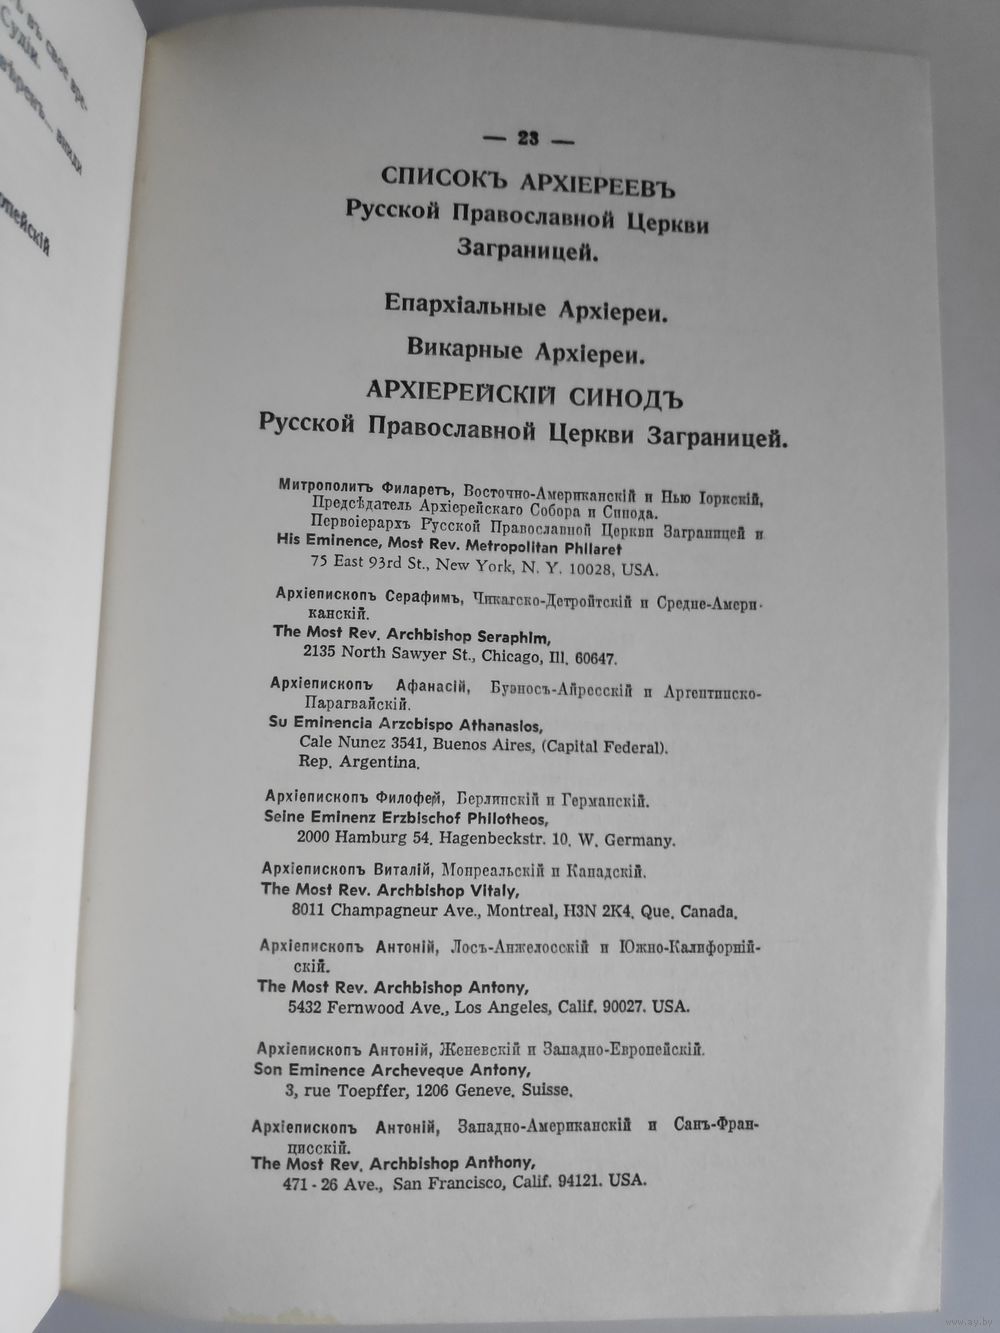 въ свое вре-
Судіи.
опейскій
— 23 —
СПИСОКЪ АРХІЕРЕЕВЪ
Русской Православной Церкви
Заграницей.
Епархіальные Архіереи.
Викарные Архіереи.
АРХІЕРЕЙСКІЙ СИНОДЪ
Русской Православной Церкви Заграницей.
Митрополитъ Филаретъ, Восточно-Американскій и Нью Іоркскій,
Предсѣдатель Архіерейскаго Собора и Синода.
Первоіерархъ Русской Православной Церкви Заграницей и
His Eminence, Most Rev. Metropolitan Philaret
75 East 93rd St., New York, N. Y. 10028, USA.
Архіепископъ Серафимъ, Чикагско-Детройтскій и Средне-Амери-
канскій.
The Most Rev. Archbishop Seraphim,
2135 North Sawyer St., Chicago, Ill. 60647.
Архіепископъ Афанасій, Буэносъ-Айресскій и Аргентинско-
Парагвайскій.
Su Eminencia Arzobispo Athanasios,
Cale Nunez 3541, Buenos Aires, (Capital Federal).
Rep. Argentina.
Архіепископъ Филофей, Берлинскій и Германскій.
Seine Eminenz Erzbischof Philotheos,
2000 Hamburg 54. Hagenbeckstr. 10. W. Germany.
Архіепископъ Виталій, Монреальскій и Канадскій.
The Most Rev. Archbishop Vitaly,
8011 Champagneur Ave., Montreal, H3N 2K4. Que. Canada.
Архіепископъ Антоній, Лосъ-Анжелосскій и Южно-Калифорній-
скій.
The Most Rev. Archbishop Antony,
5432 Fernwood Ave., Los Angeles, Calif. 90027. USA.
Архіепископъ Антоній, Женевскій и Западно-Европейскій.
Son Eminence Archeveque Antony,
3, rue Toepffer, 1206 Geneve. Suisse.
Архіепископъ Антоній, Западно-Американскій и Санъ-Фран-
цисскій.
The Most Rev. Archbishop Anthony,
471 - 26 Ave., San Francisco, Calif. 94121. USA.
www.ay.by